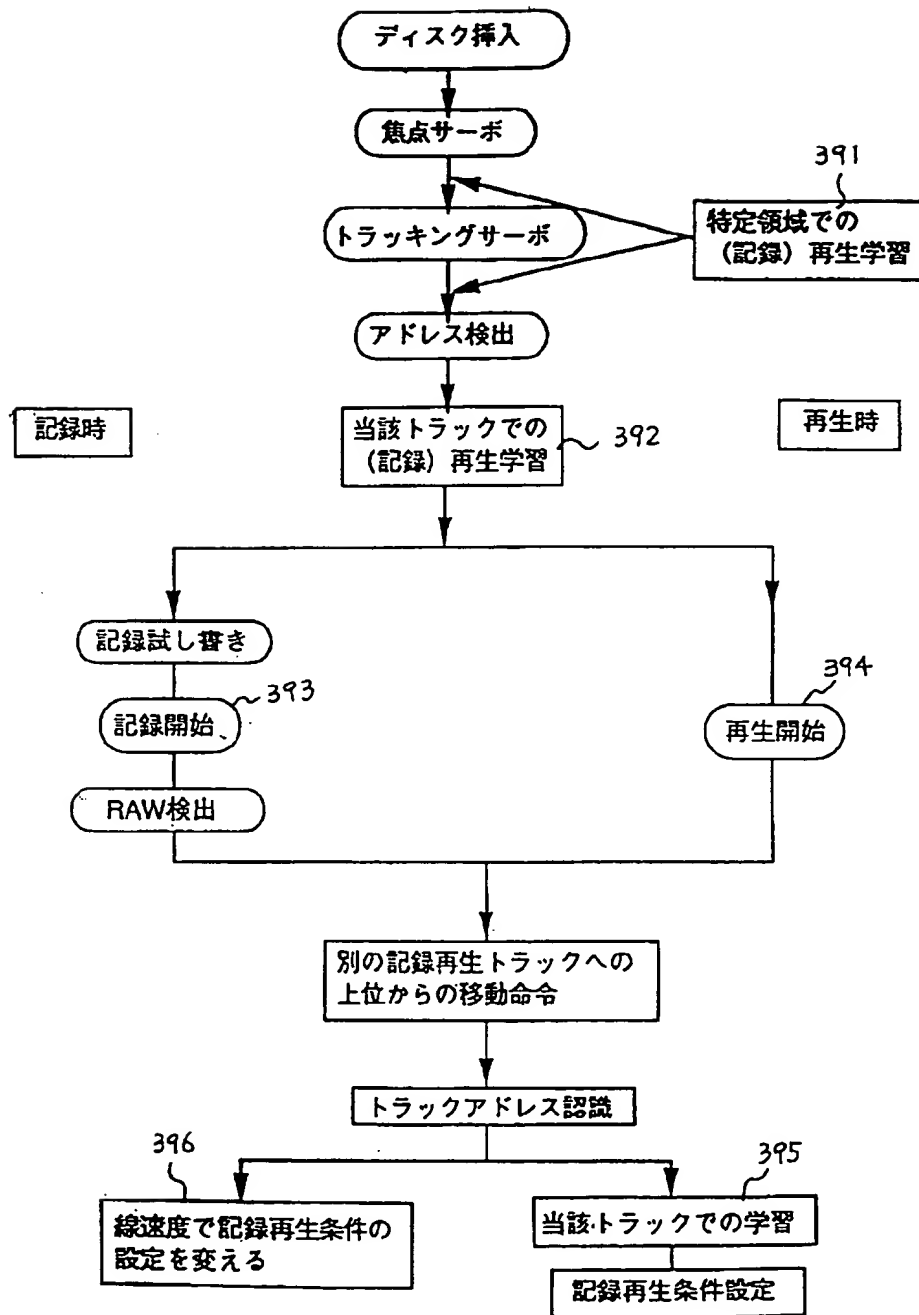 ディスク挿入
焦点サーボ
391
トラッキングサーボ
特定領域での
（記録）再生学習
アドレス検出
記録時
当該トラックでの
（記録）再生学習
392
再生時
記録試し書き
393
記録開始
394
再生開始
RAW検出
別の記録再生トラックへの
上位からの移動命令
トラックアドレス認識
396
395
線速度で記録再生条件の
設定を変える
当該トラックでの学習
記録再生条件設定